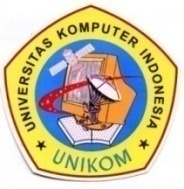 ★ UNIVERSITAS KOMPUTER INDONESIA ★
UNIKOM